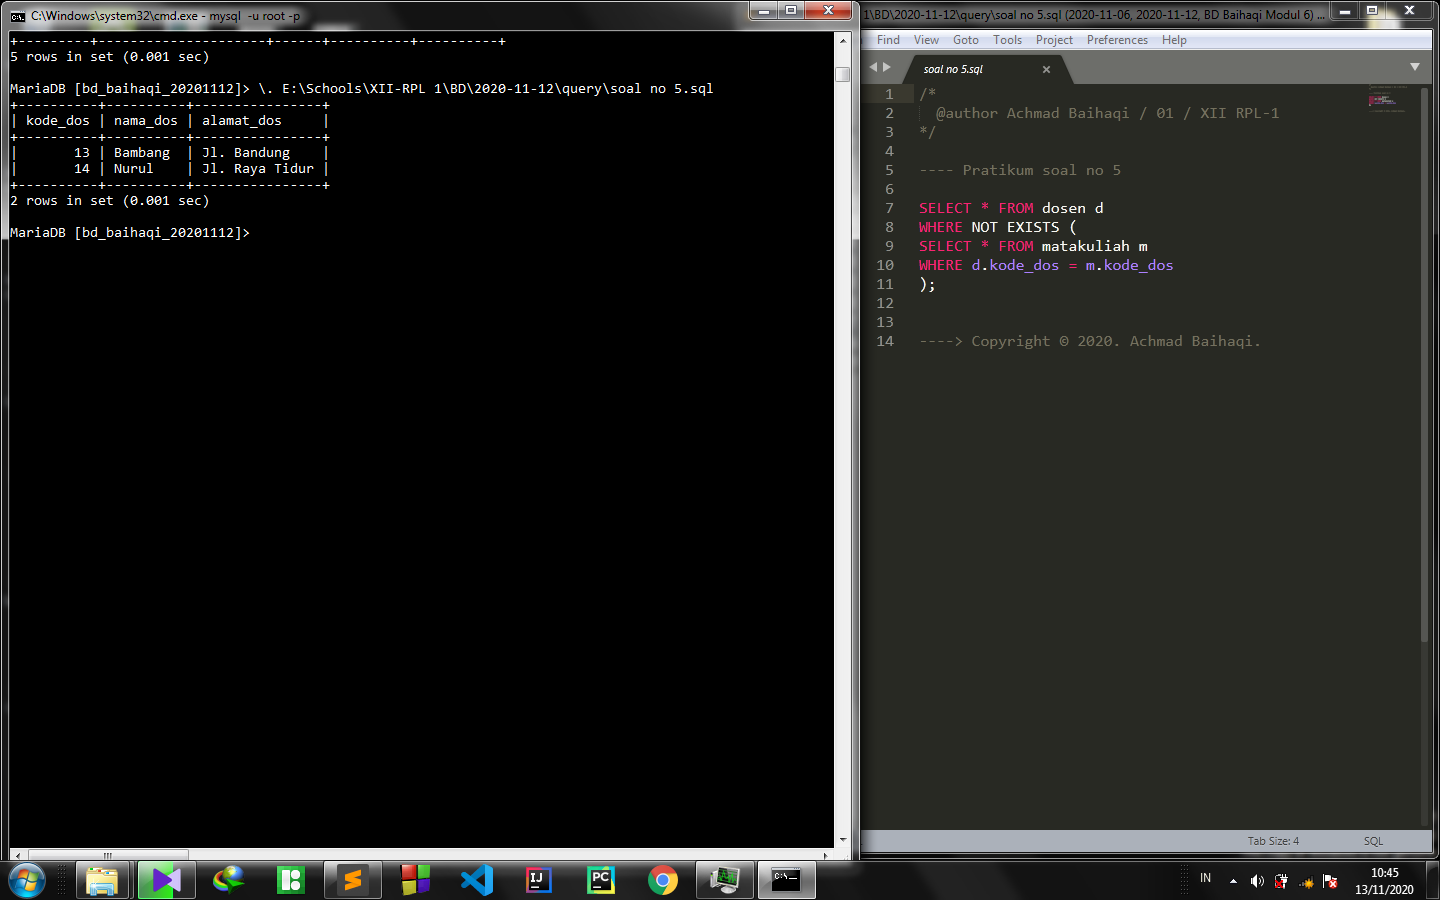 C:\Windows\system32\cmd.exe - mysql  -u root -p
+---------+---------------------+------+----------+----------+
5 rows in set (0.001 sec)
MariaDB [bd_baihaqi_20201112]> \. E:\Schools\XII-RPL 1\BD\2020-11-12\query\soal no 5.sql
+----------+----------+----------------+
| kode_dos | nama_dos | alamat_dos     |
+----------+----------+----------------+
|       13 | Bambang  | Jl. Bandung    |
|       14 | Nurul    | Jl. Raya Tidur |
+----------+----------+----------------+
2 rows in set (0.001 sec)
MariaDB [bd_baihaqi_20201112]>
1\BD\2020-11-12\query\soal no 5.sql (2020-11-06, 2020-11-12, BD Baihaqi Modul 6) ...
Find View Goto Tools Project Preferences Help
soal no 5.sql
1 /*
2   @author Achmad Baihaqi / 01 / XII RPL-1
3 */
4
5 ---- Pratikum soal no 5
6
7 SELECT * FROM dosen d
8 WHERE NOT EXISTS (
9 SELECT * FROM matakuliah m
10 WHERE d.kode_dos = m.kode_dos
11 );
12
13
14 ----> Copyright © 2020. Achmad Baihaqi.
Tab Size: 4 SQL
IJ
PC
C:\_
IN
10:45
13/11/2020